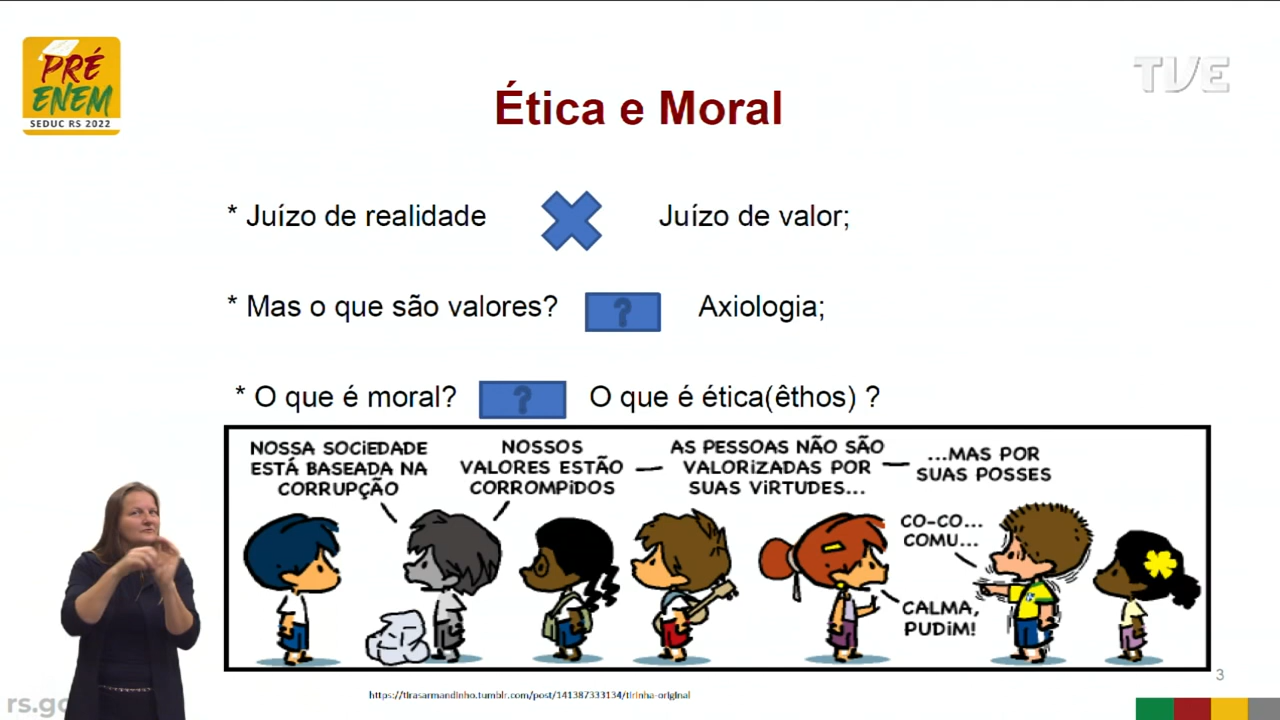 PRÉ
ENEM
SEDUC RS 2022
TVE
Ética e Moral
* Juízo de realidade Juízo de valor;
* Mas o que são valores? ? Axiologia;
* O que é moral? ? O que é ética(êthos) ?
NOSSA SOCIEDADE
ESTÁ BASEADA NA
CORRUPÇÃO
NOSSOS
VALORES ESTÃO
CORROMPIDOS
AS PESSOAS NÃO SÃO
VALORIZADAS POR
SUAS VIRTUDES...
...MAS POR
SUAS POSSES
CO-CO...
COMU...
CALMA,
PUDIM!
https://tirasarmandinho.tumblr.com/post/141387333134/tirinha-original
3